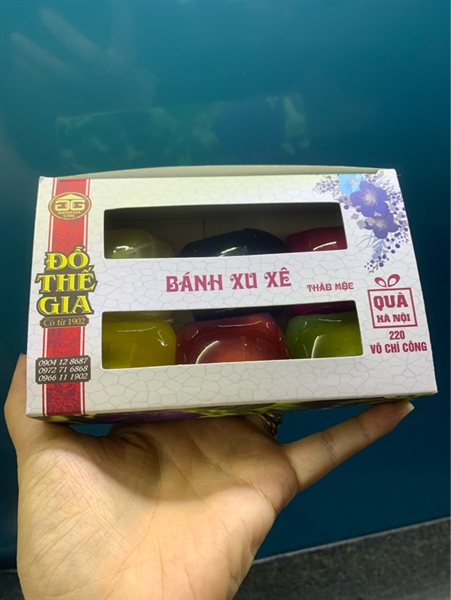 ĐỖ
THẾ
GIA
Có từ 1902
0904 12 8687
0972 71 6868
0966 11 1902
BÁNH XU XÊ
THẢO MỘC
QUÀ
HÀ NỘI
220
VÕ CHÍ CÔNG